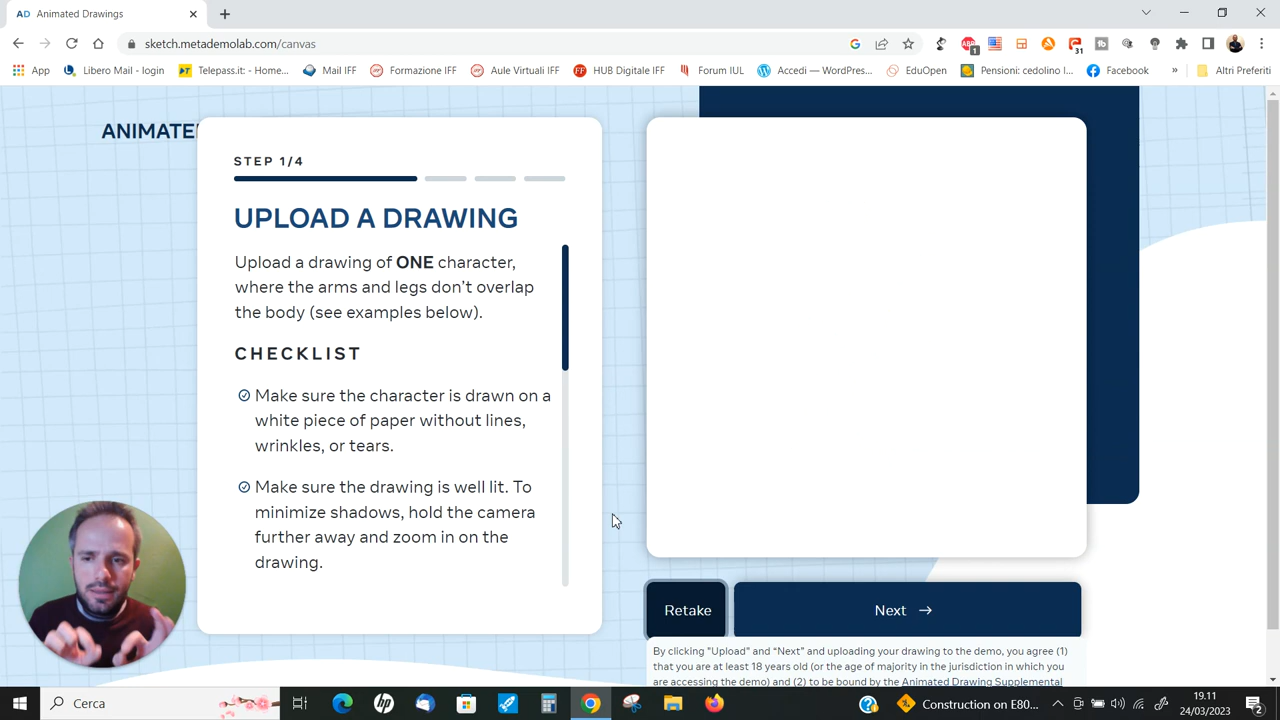 AD Animated Drawings
sketch.metademolab.com/canvas
ABP
1
31
fb
App
Libero Mail - login
Telepass.it: - Home...
Mail IFF
Formazione IFF
Aule Virtuali IFF
HUB Digitale IFF
Forum IUL
Accedi — WordPres...
EduOpen
Pensioni: cedolino I...
Facebook
»
Altri Preferiti
ANIMATE
STEP 1/4
UPLOAD A DRAWING
Upload a drawing of ONE character,
where the arms and legs don't overlap
the body (see examples below).
CHECKLIST
Make sure the character is drawn on a
white piece of paper without lines,
wrinkles, or tears.
Make sure the drawing is well lit. To
minimize shadows, hold the camera
further away and zoom in on the
drawing.
Retake
Next →
By clicking "Upload" and "Next" and uploading your drawing to the demo, you agree (1)
that you are at least 18 years old (or the age of majority in the jurisdiction in which you
are accessing the demo) and (2) to be bound by the Animated Drawing Supplemental
Cerca
hp
Construction on E80...
19.11
24/03/2023
2